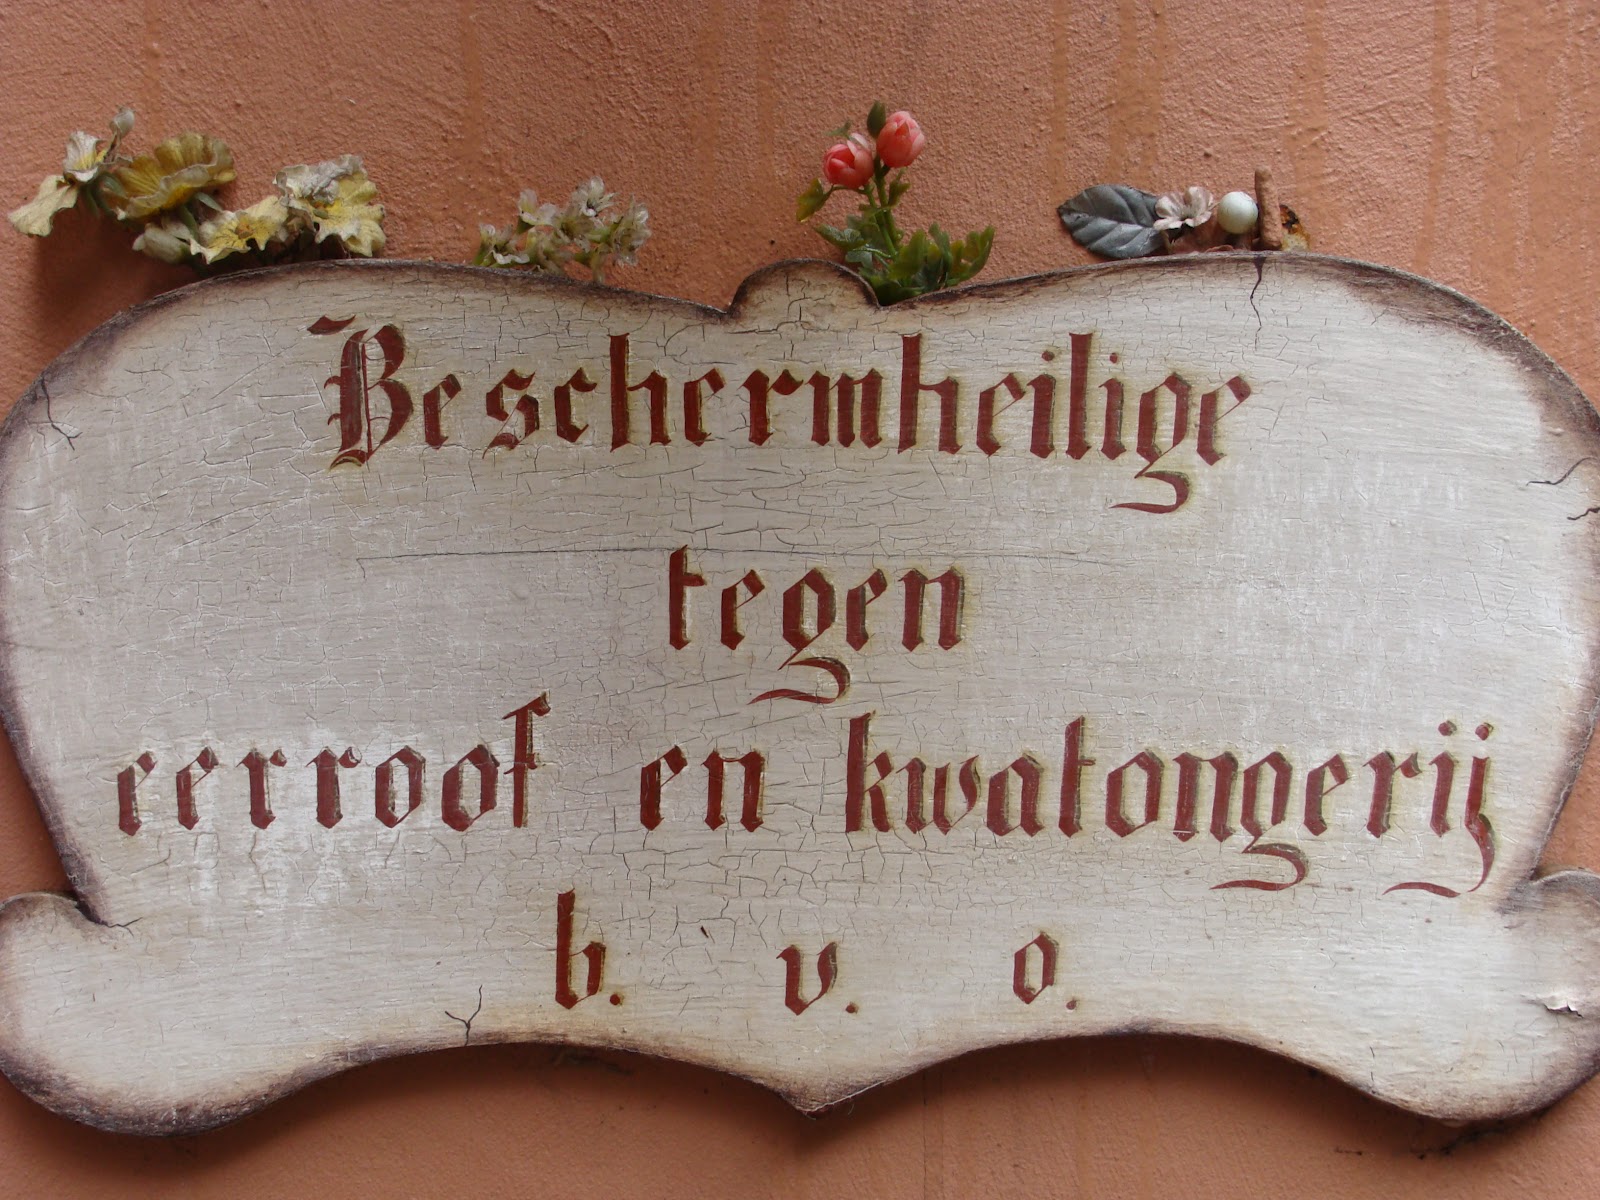 Beschermheilige
tegen
eerroof en kwatongerij
b. v. o.